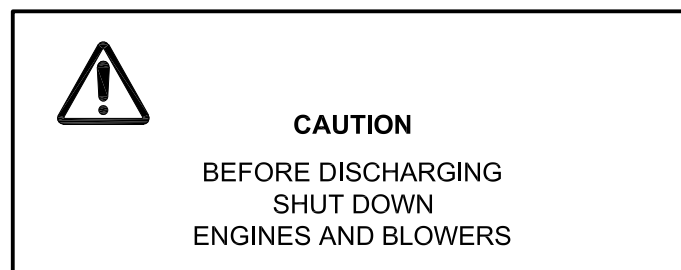 CAUTION
BEFORE DISCHARGING
SHUT DOWN
ENGINES AND BLOWERS